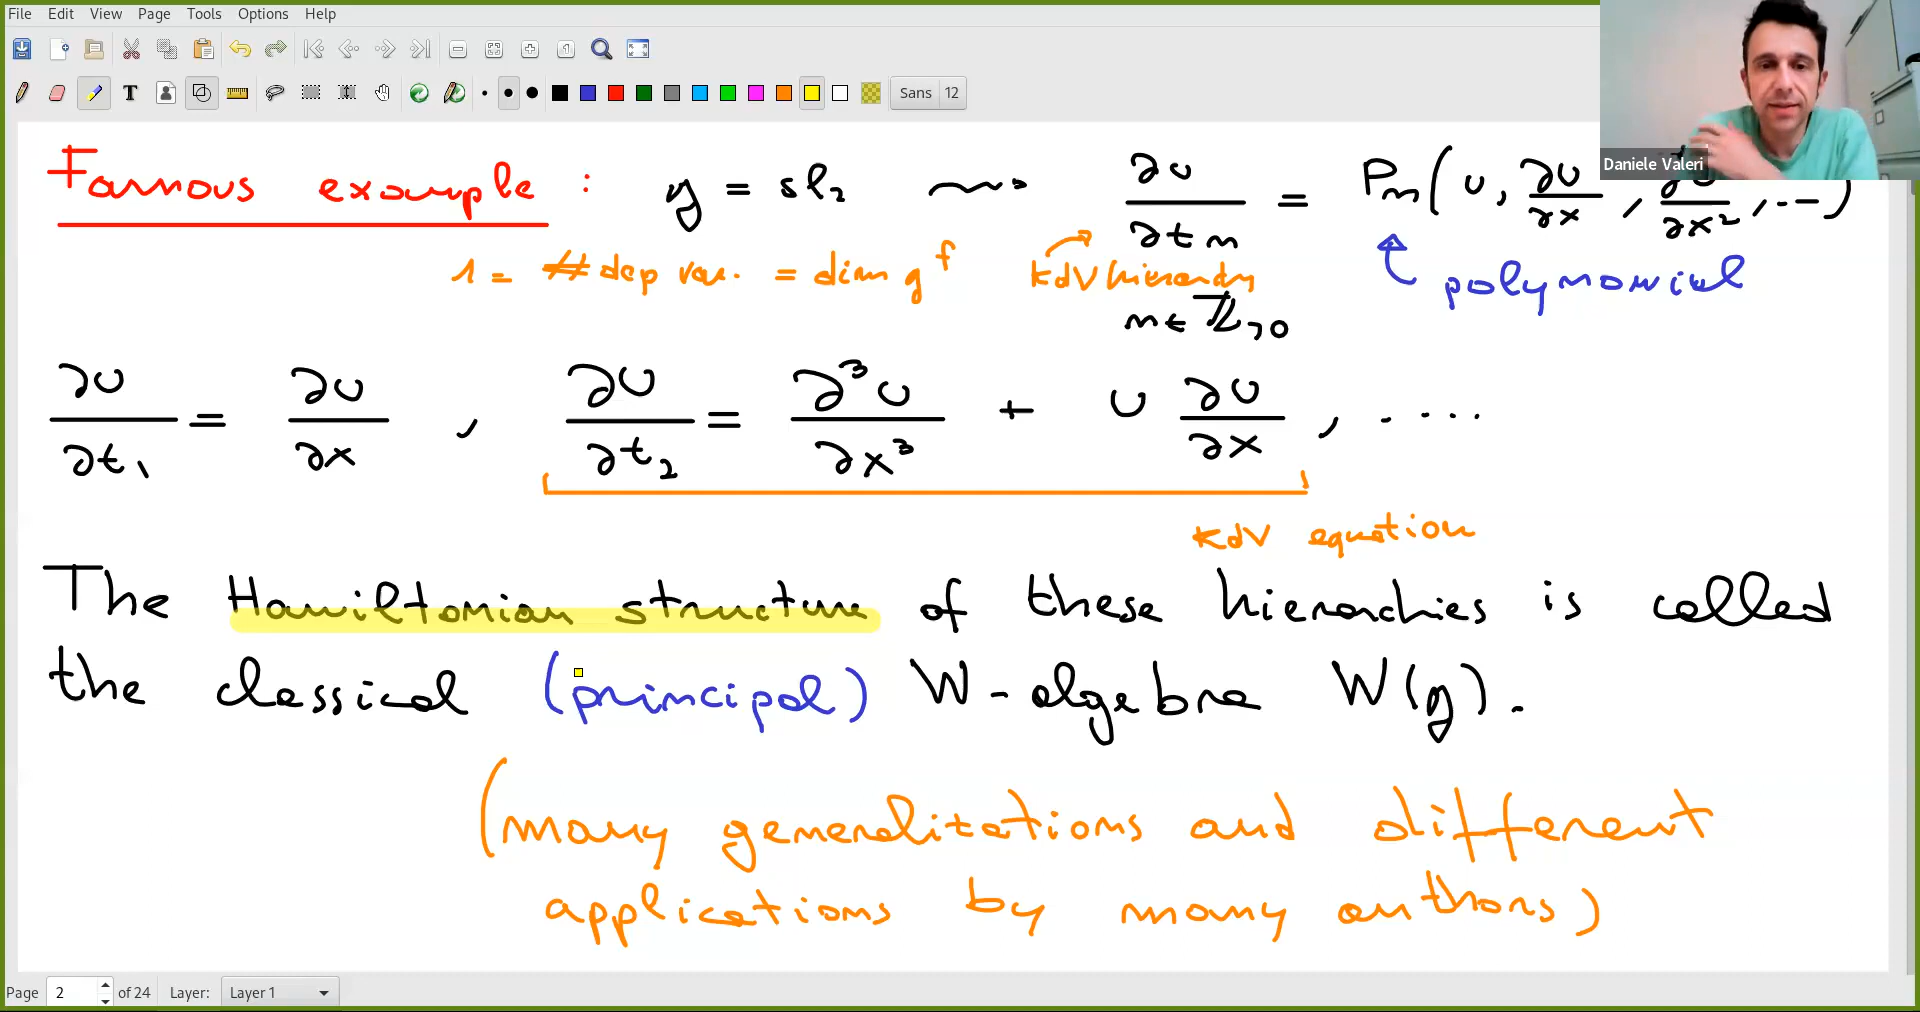 File Edit View Page Tools Options Help
Sans 12
Daniele Valeri
Famous example : g = sl₂ ⇝ ∂u/∂tₙ = Pₙ(u, ∂u/∂x, ∂²u/∂x², ...)
1 = # dep var. = dim g^f KdV hierarchy polynomial
n ∈ ℤ>0
∂u/∂t₁ = ∂u/∂x , ∂u/∂t₂ = ∂³u/∂x³ + u ∂u/∂x , ....
KdV equation
The Hamiltonian structure of these hierarchies is called
the classical (principal) W-algebra W(g).
(many generalizations and different
applications by many authors)
Page 2 of 24 Layer: Layer 1